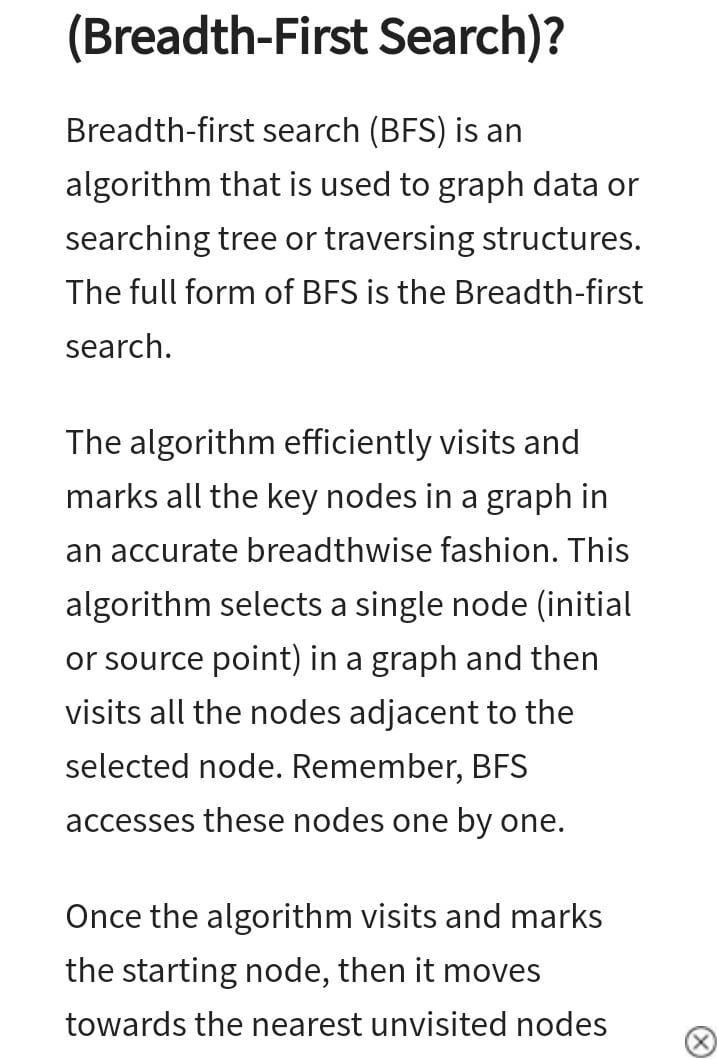 (Breadth-First Search)?
Breadth-first search (BFS) is an
algorithm that is used to graph data or
searching tree or traversing structures.
The full form of BFS is the Breadth-first
search.
The algorithm efficiently visits and
marks all the key nodes in a graph in
an accurate breadthwise fashion. This
algorithm selects a single node (initial
or source point) in a graph and then
visits all the nodes adjacent to the
selected node. Remember, BFS
accesses these nodes one by one.
Once the algorithm visits and marks
the starting node, then it moves
towards the nearest unvisited nodes